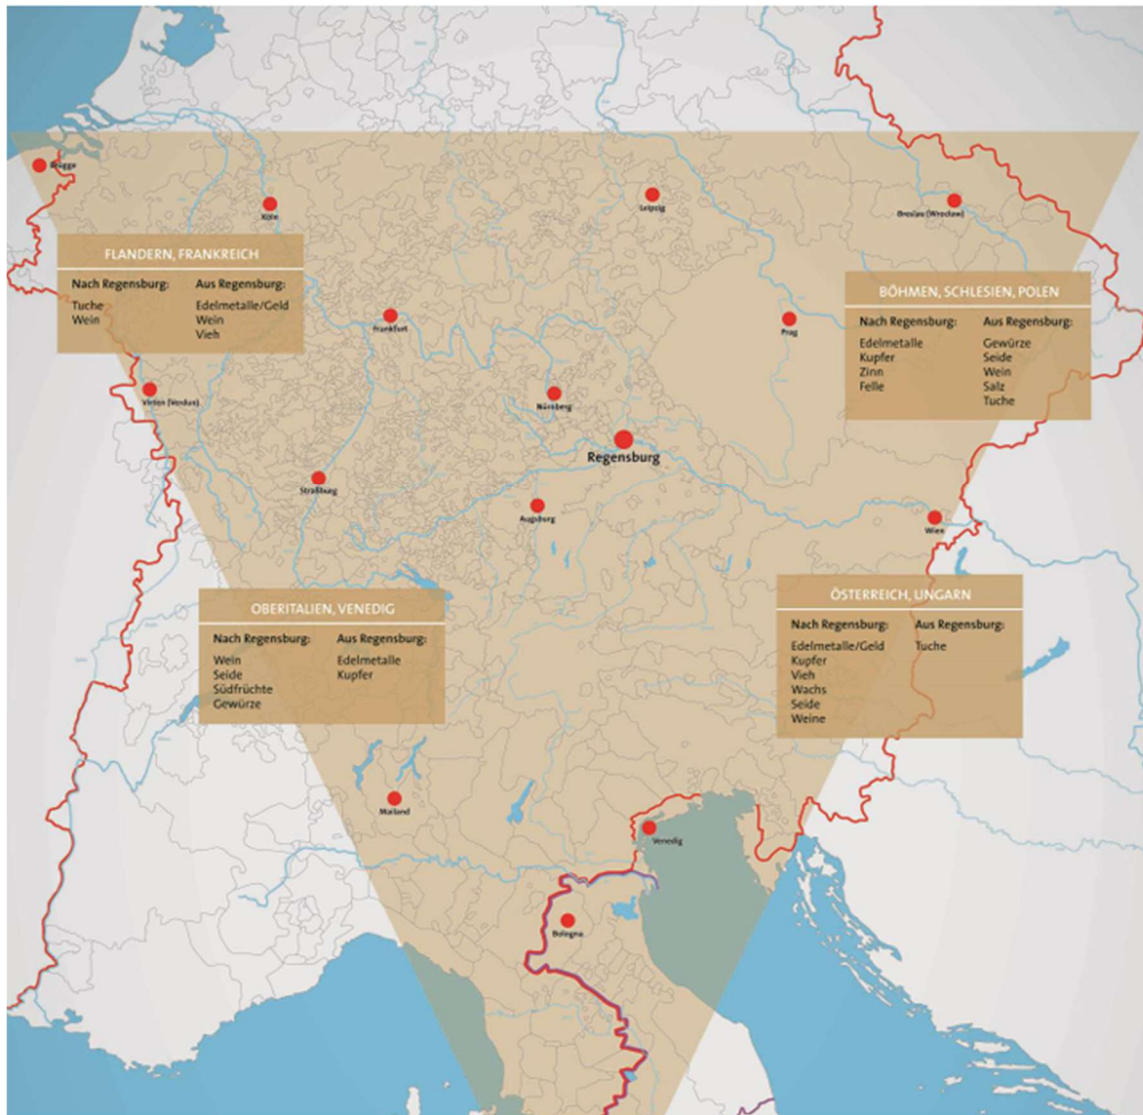 Brügge
Köln
Leipzig
Breslau (Wrocław)
FLANDERN, FRANKREICH
Nach Regensburg:
Tuche
Wein
Aus Regensburg:
Edelmetalle/Geld
Wein
Vieh
BÖHMEN, SCHLESIEN, POLEN
Nach Regensburg:
Edelmetalle
Kupfer
Zinn
Felle
Aus Regensburg:
Gewürze
Seide
Wein
Salz
Tuche
Frankfurt
Prag
Virten (Verdun)
Nürnberg
Regensburg
Straßburg
Augsburg
Wien
OBERITALIEN, VENEDIG
Nach Regensburg:
Wein
Seide
Südfrüchte
Gewürze
Aus Regensburg:
Edelmetalle
Kupfer
ÖSTERREICH, UNGARN
Nach Regensburg:
Edelmetalle/Geld
Kupfer
Vieh
Wachs
Seide
Weine
Aus Regensburg:
Tuche
Mailand
Venedig
Bologna